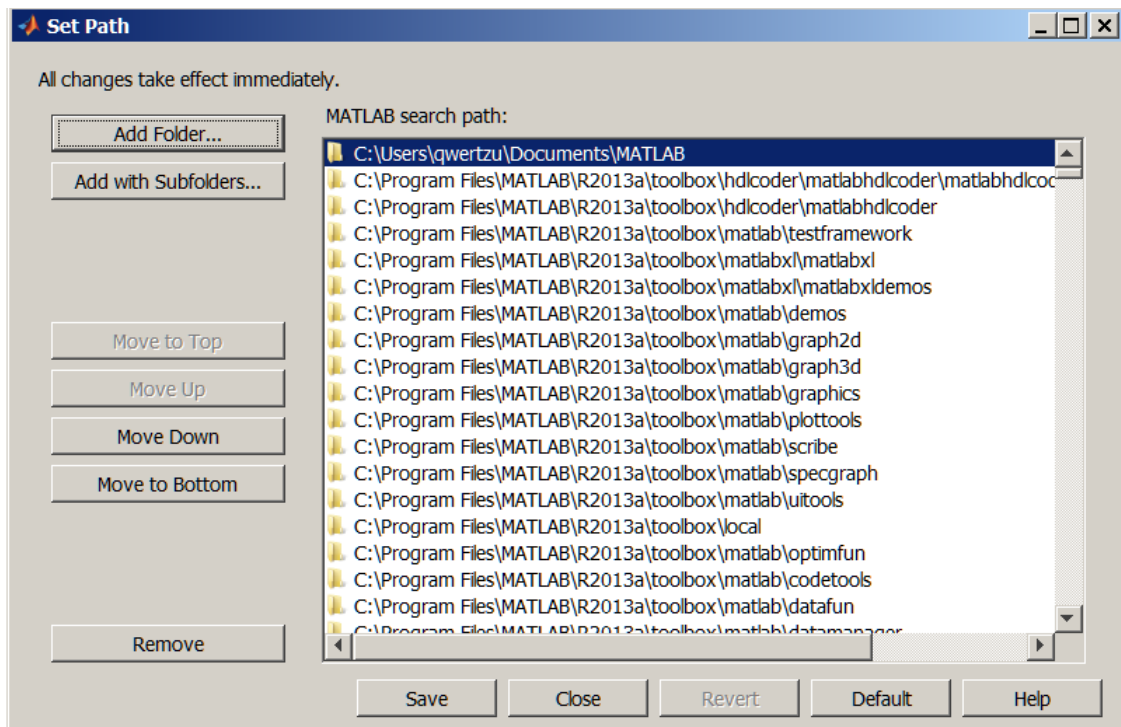 Set Path
All changes take effect immediately.
Add Folder...
Add with Subfolders...
Move to Top
Move Up
Move Down
Move to Bottom
Remove
MATLAB search path:
C:\Users\qwertzu\Documents\MATLAB
C:\Program Files\MATLAB\R2013a\toolbox\hdlcoder\matlabhdlcoder\matlabhdlcoc
C:\Program Files\MATLAB\R2013a\toolbox\hdlcoder\matlabhdlcoder
C:\Program Files\MATLAB\R2013a\toolbox\matlab\testframework
C:\Program Files\MATLAB\R2013a\toolbox\matlabxl\matlabxl
C:\Program Files\MATLAB\R2013a\toolbox\matlabxl\matlabxldemos
C:\Program Files\MATLAB\R2013a\toolbox\matlab\demos
C:\Program Files\MATLAB\R2013a\toolbox\matlab\graph2d
C:\Program Files\MATLAB\R2013a\toolbox\matlab\graph3d
C:\Program Files\MATLAB\R2013a\toolbox\matlab\graphics
C:\Program Files\MATLAB\R2013a\toolbox\matlab\plottools
C:\Program Files\MATLAB\R2013a\toolbox\matlab\scribe
C:\Program Files\MATLAB\R2013a\toolbox\matlab\specgraph
C:\Program Files\MATLAB\R2013a\toolbox\matlab\uitools
C:\Program Files\MATLAB\R2013a\toolbox\local
C:\Program Files\MATLAB\R2013a\toolbox\matlab\optimfun
C:\Program Files\MATLAB\R2013a\toolbox\matlab\codetools
C:\Program Files\MATLAB\R2013a\toolbox\matlab\datafun
C:\Program Files\MATLAB\R2013a\toolbox\matlab\datamanager
Save
Close
Revert
Default
Help